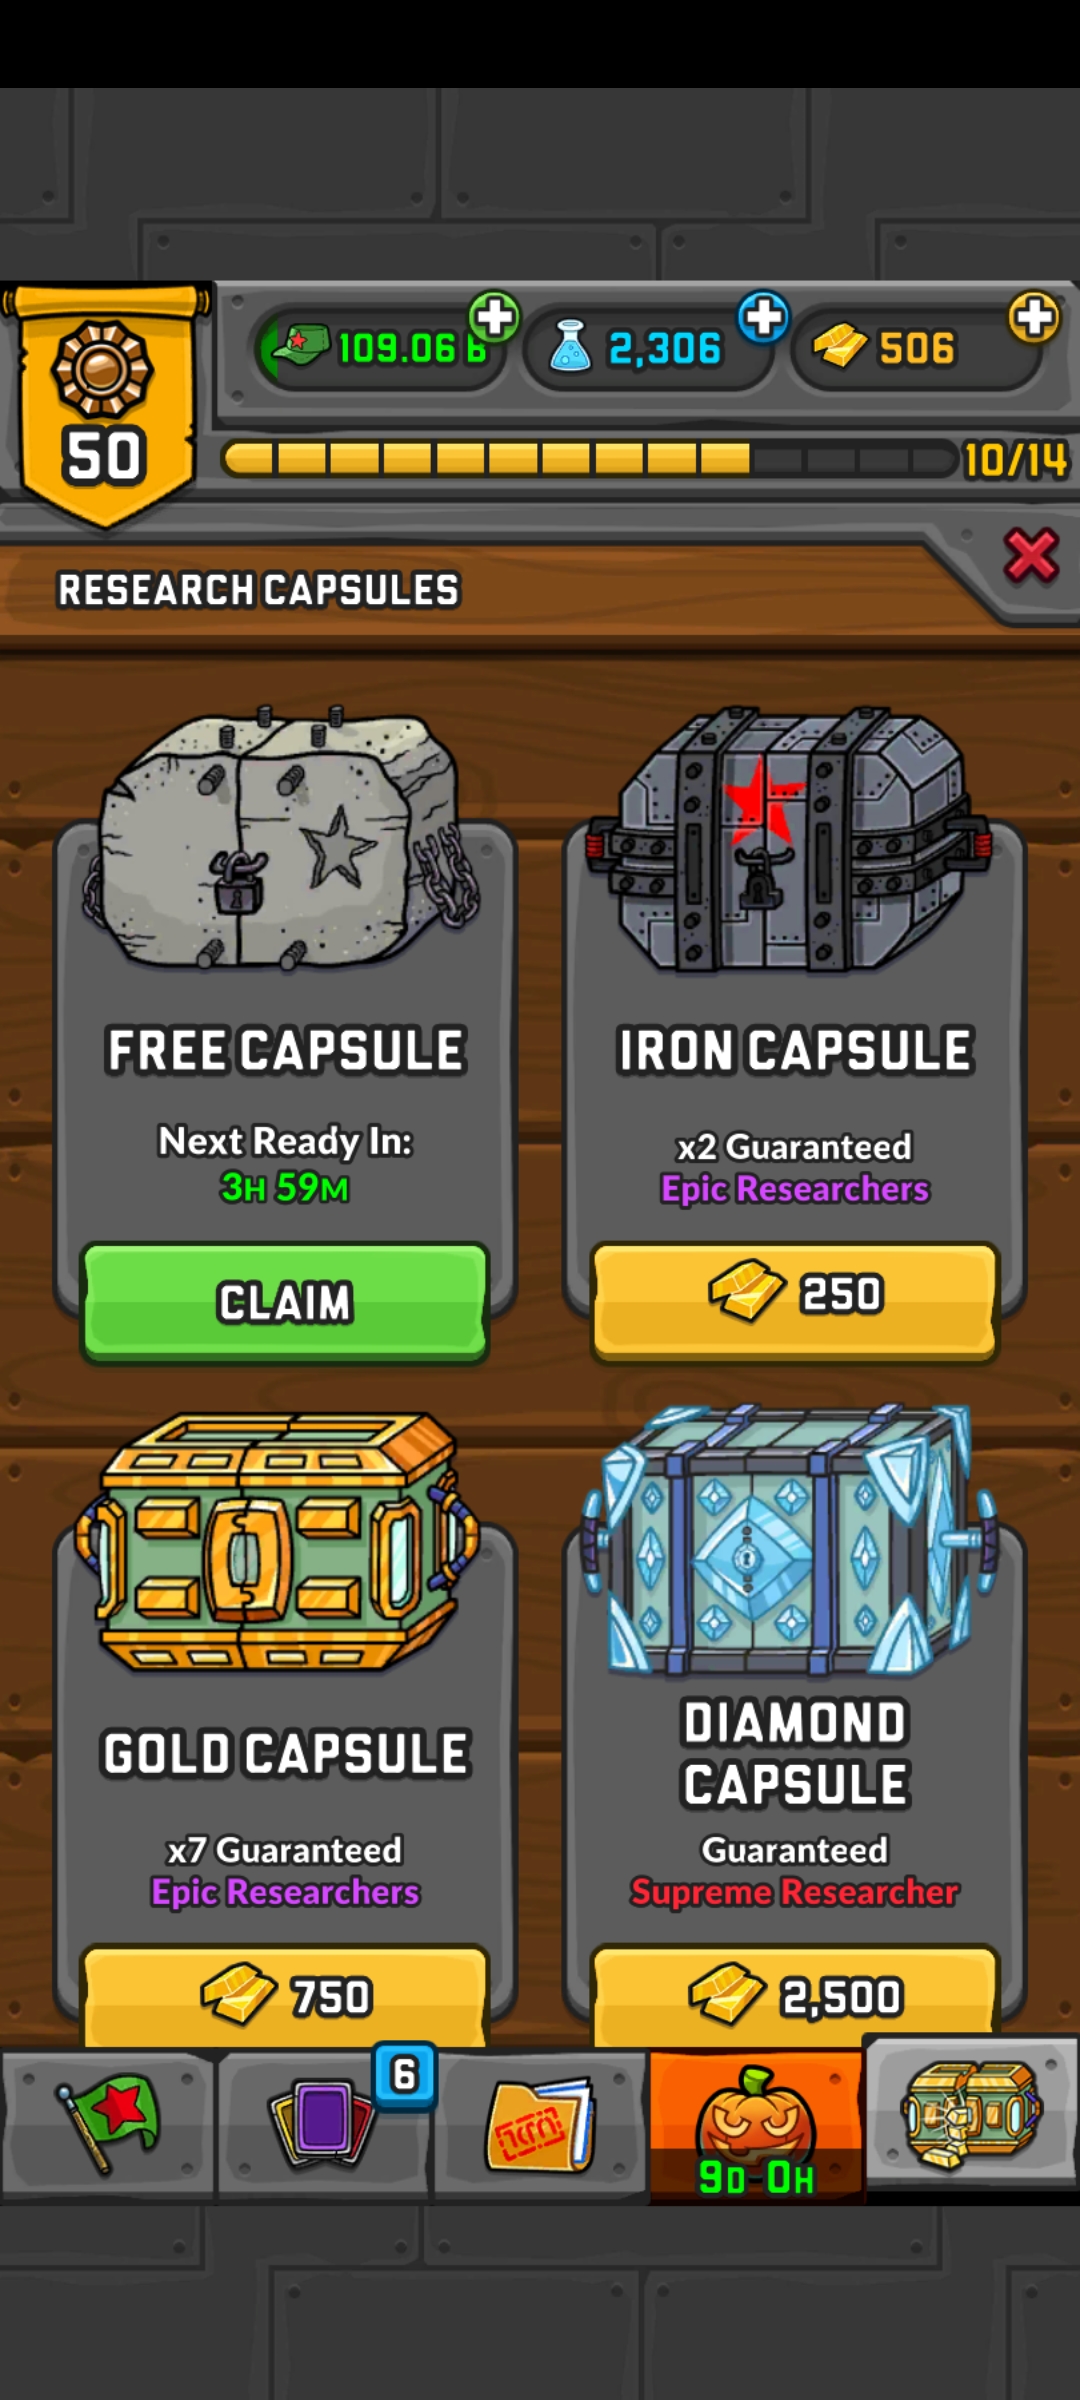 109.06 B
2,306
506
50
10/14
RESEARCH CAPSULES
FREE CAPSULE
Next Ready In:
3H 59M
CLAIM
IRON CAPSULE
x2 Guaranteed
Epic Researchers
250
GOLD CAPSULE
x7 Guaranteed
Epic Researchers
750
DIAMOND
CAPSULE
Guaranteed
Supreme Researcher
2,500
6
9D 0H